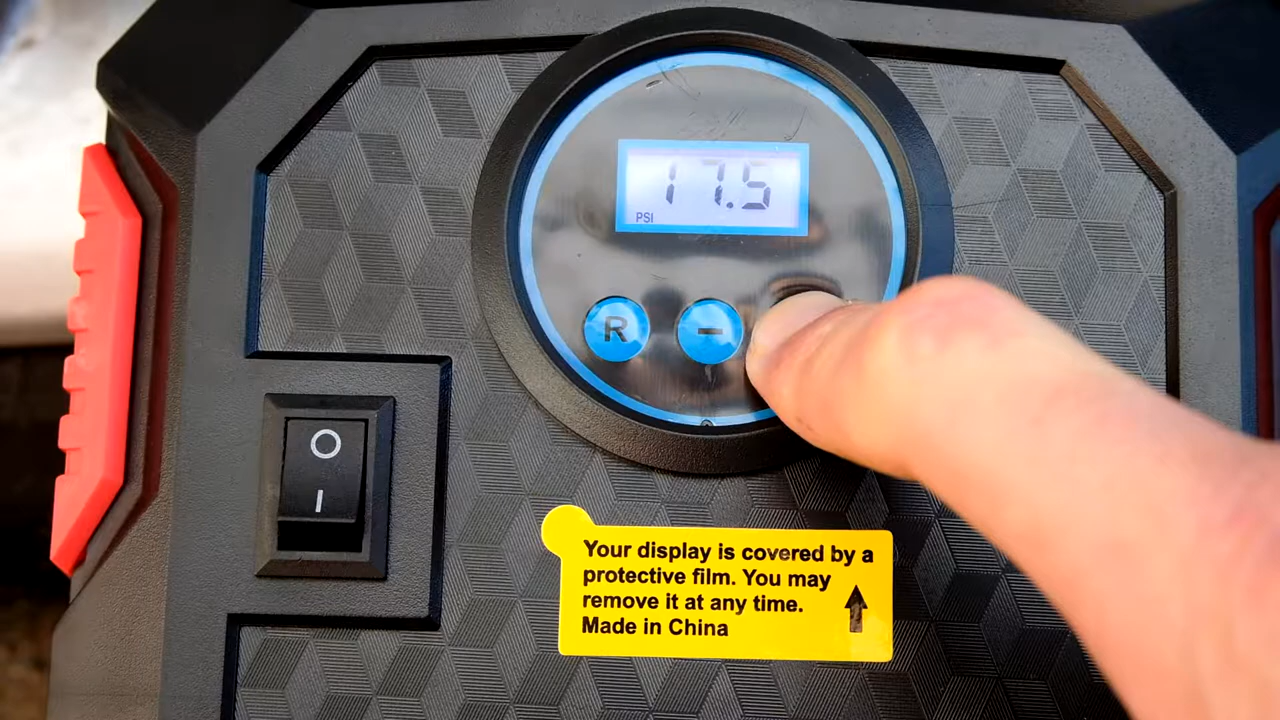 17.5
PSI
R -
O
I
Your display is covered by a
protective film. You may
remove it at any time.
Made in China